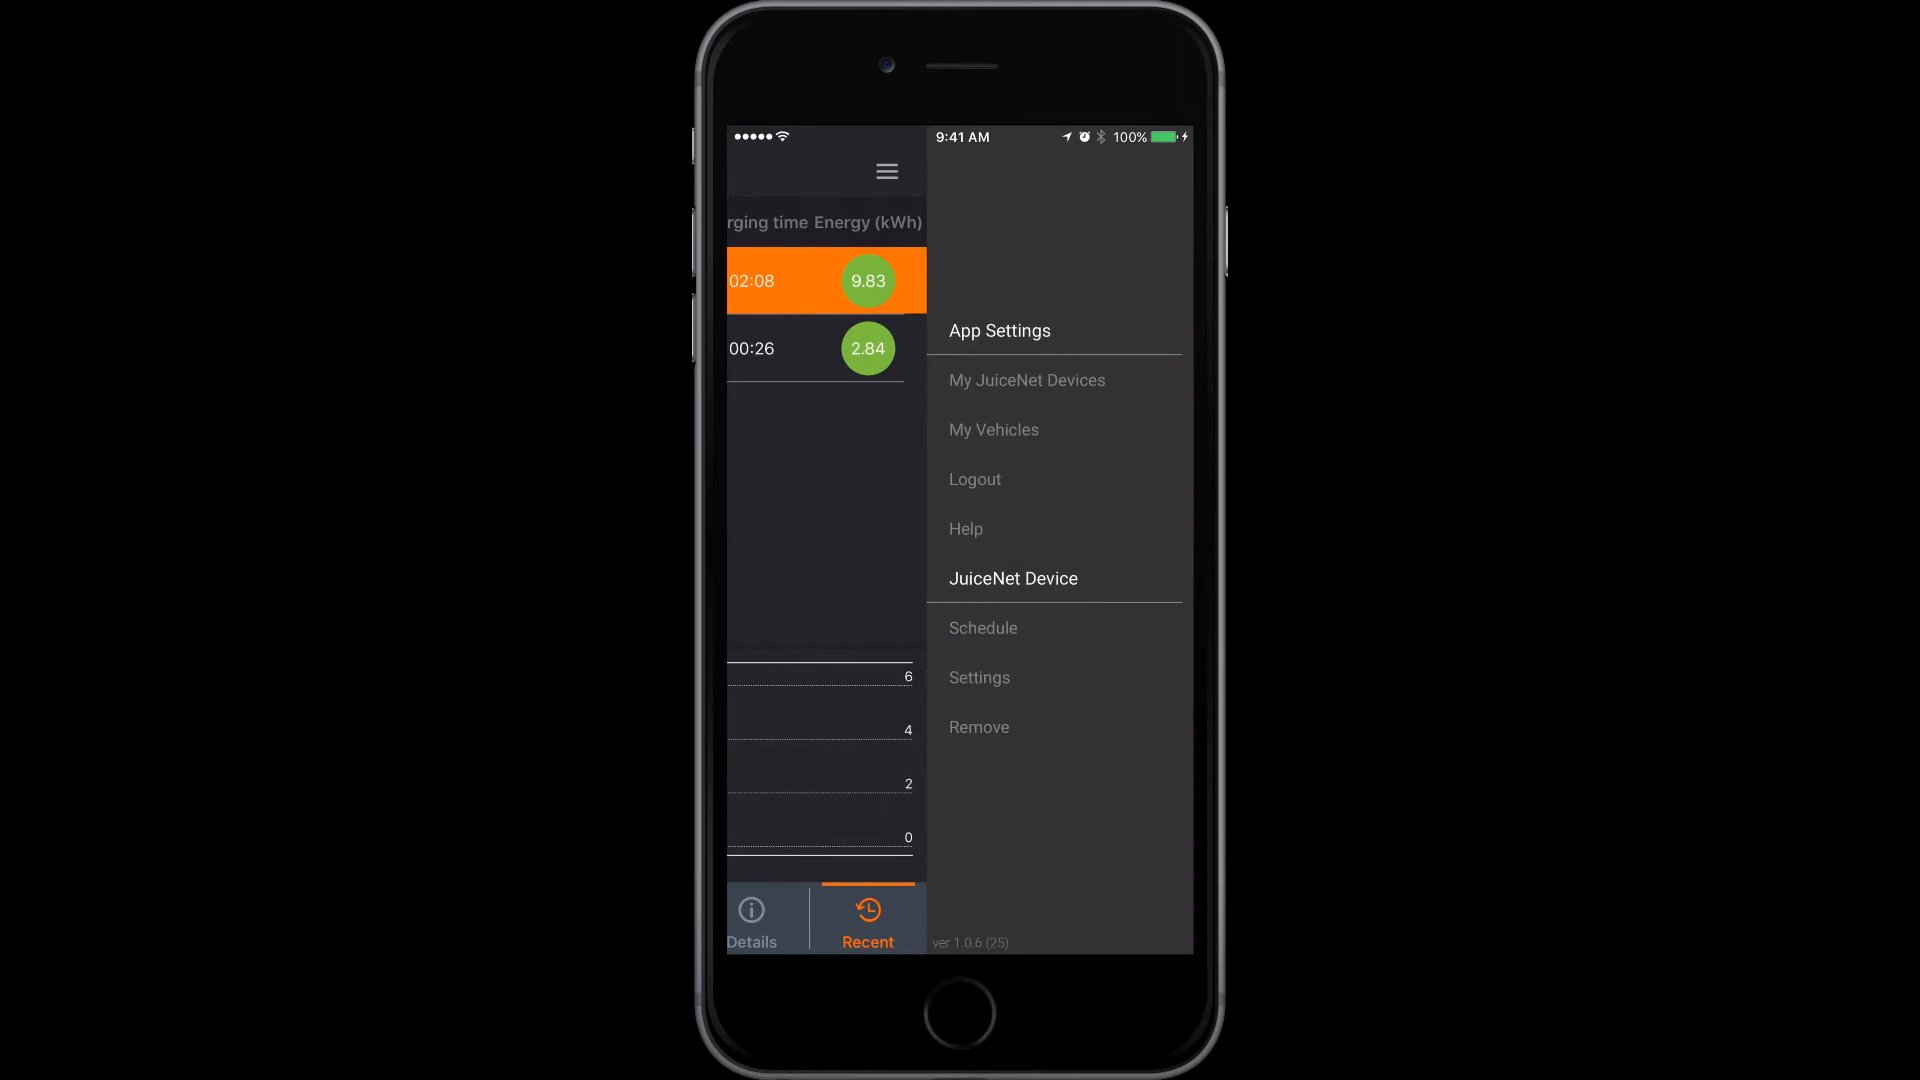 9:41 AM
100%
rging time Energy (kWh)
02:08
9.83
00:26
2.84
6
4
2
0
Details
Recent
App Settings
My JuiceNet Devices
My Vehicles
Logout
Help
JuiceNet Device
Schedule
Settings
Remove
ver 1.0.6 (25)